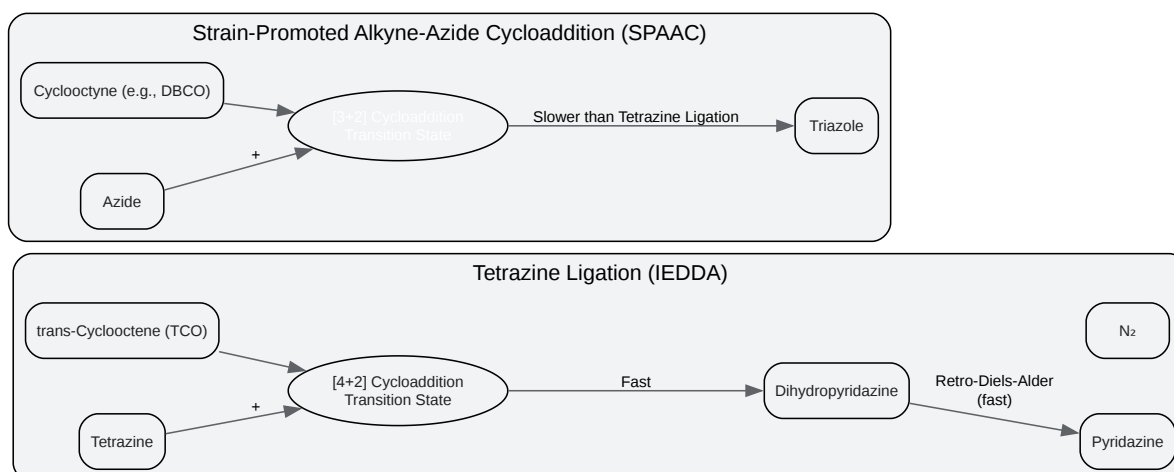 Strain-Promoted Alkyne-Azide Cycloaddition (SPAAC)
Cyclooctyne (e.g., DBCO)
[3+2] Cycloaddition
Transition State
Slower than Tetrazine Ligation
Triazole
+
Azide
Tetrazine Ligation (IEDDA)
trans-Cyclooctene (TCO)
N₂
[4+2] Cycloaddition
Transition State
Fast
Dihydropyridazine
Retro-Diels-Alder
(fast)
+
Tetrazine
Pyridazine